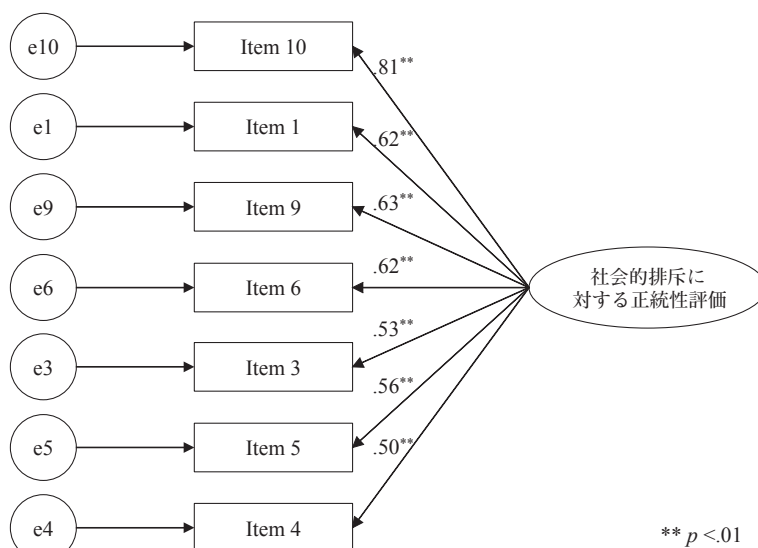 e10
Item 10
.81**
e1
Item 1
.62**
e9
Item 9
.63**
e6
Item 6
.62**
社会的排斥に
対する正統性評価
e3
Item 3
.53**
e5
Item 5
.56**
e4
Item 4
.50**
** p <.01